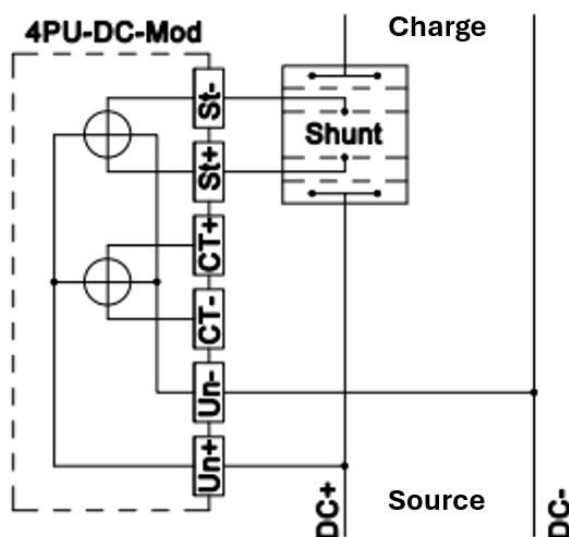 Charge
4PU-DC-Mod
St-
Shunt
St+
CT+
CT-
Un-
Un+
DC+
Source
DC-